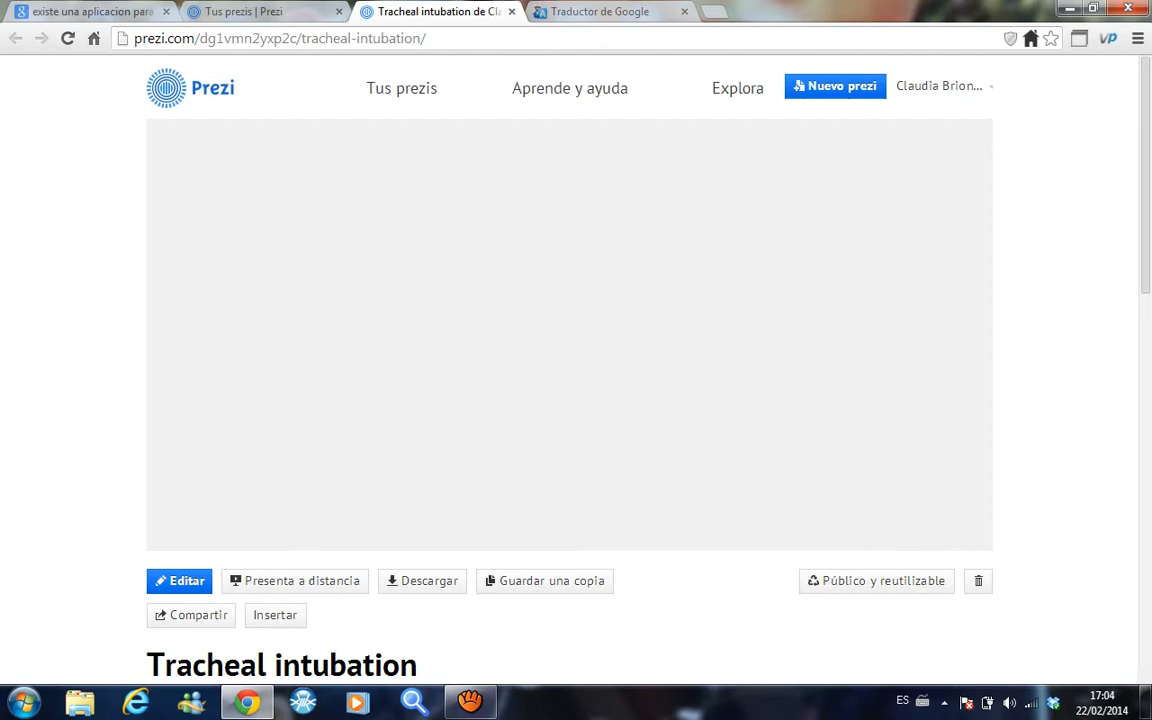 existe una aplicacion para
Tus prezis | Prezi
Tracheal intubation de Cla
Traductor de Google
prezi.com/dg1vmn2yxp2c/tracheal-intubation/
VP
Prezi
Tus prezis
Aprende y ayuda
Explora
Nuevo prezi
Claudia Brion...
Editar
Presenta a distancia
Descargar
Guardar una copia
Público y reutilizable
Compartir
Insertar
Tracheal intubation
ES
17:04
22/02/2014